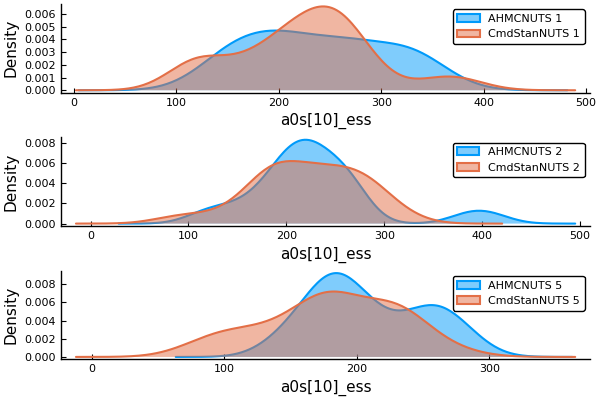 0.006
0.005
0.004
0.003
0.002
0.001
0.000
Density
AHMCNUTS 1
CmdStanNUTS 1
0 100 200 300 400 500
a0s[10]_ess
0.008
0.006
0.004
0.002
0.000
Density
AHMCNUTS 2
CmdStanNUTS 2
0 100 200 300 400 500
a0s[10]_ess
0.008
0.006
0.004
0.002
0.000
Density
AHMCNUTS 5
CmdStanNUTS 5
0 100 200 300
a0s[10]_ess